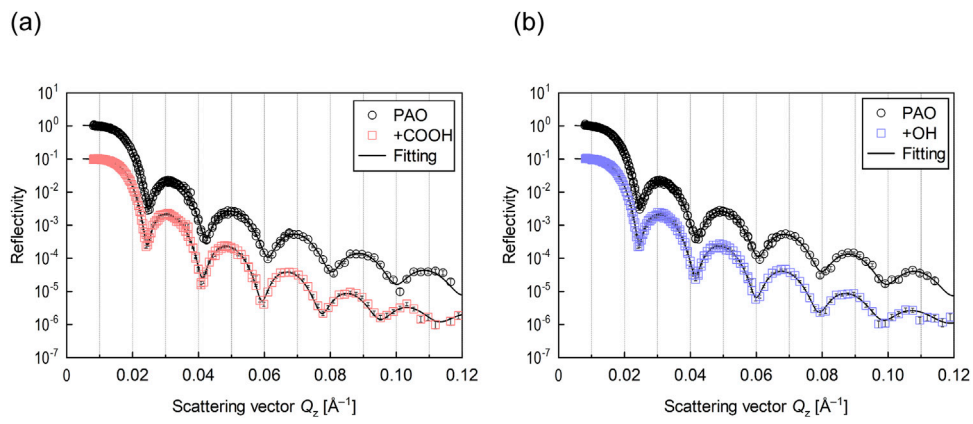 (a)
(b)
10^1
10^0
10^-1
10^-2
10^-3
10^-4
10^-5
10^-6
10^-7
Reflectivity
PAO
+COOH
Fitting
0 0.02 0.04 0.06 0.08 0.10 0.12
Scattering vector Q_z [Å^-1]
10^1
10^0
10^-1
10^-2
10^-3
10^-4
10^-5
10^-6
10^-7
Reflectivity
PAO
+OH
Fitting
0 0.02 0.04 0.06 0.08 0.10 0.12
Scattering vector Q_z [Å^-1]